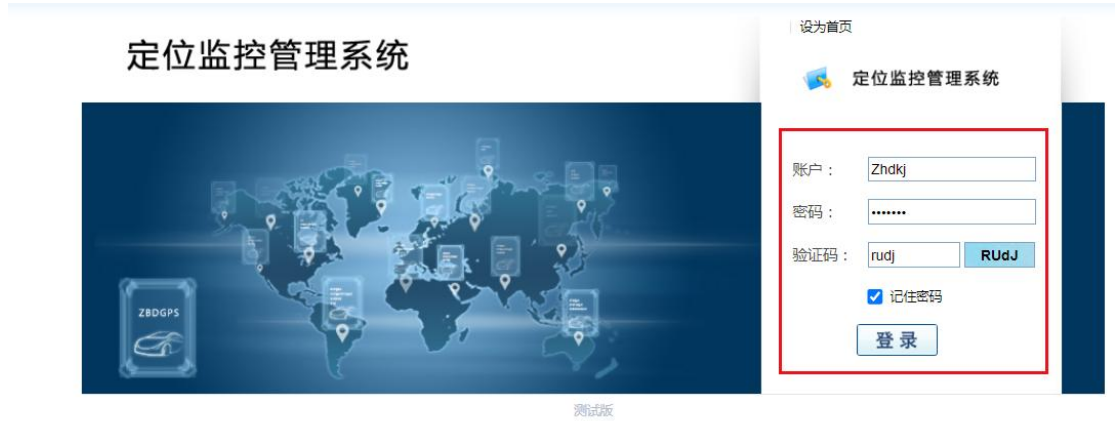 设为首页
定位监控管理系统
定位监控管理系统
账户：
Zhdkj
密码：
•••••••
验证码：
rudj
RUdJ
记住密码
登录
ZBDGPS
测试版